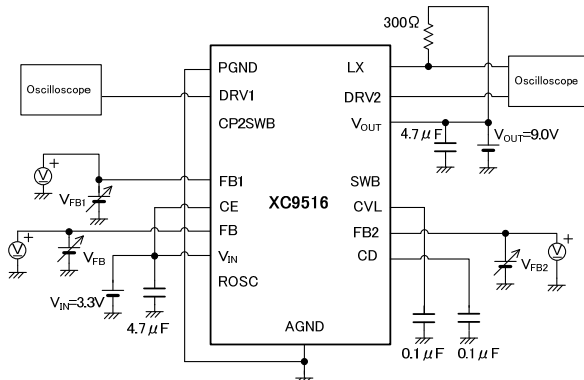 300Ω
PGND
LX
Oscilloscope
DRV1
DRV2
Oscilloscope
CP2SWB
VOUT
4.7μF
VOUT=9.0V
V
+
VFB1
FB1
XC9516
SWB
CE
CVL
V
+
VFB
FB
FB2
V
+
VIN
CD
VFB2
VIN=3.3V
ROSC
4.7μF
AGND
0.1μF
0.1μF